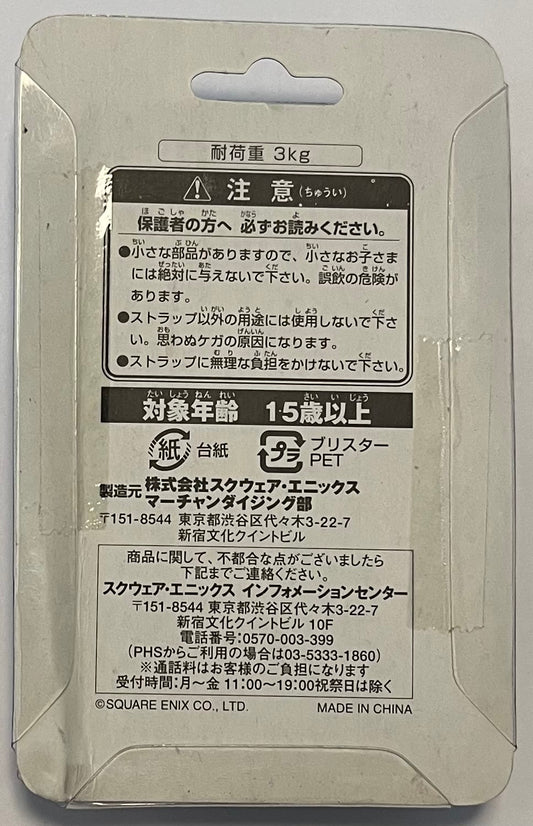 耐荷重 3kg
注意(ちゅうい)
保護者の方へ 必ずお読みください。
●小さな部品がありますので、小さなお子さま
には絶対に与えないで下さい。誤飲の危険が
あります。
●ストラップ以外の用途には使用しないで下さ
い。思わぬケガの原因になります。
●ストラップに無理な負担をかけないで下さい。
対象年齢 15歳以上
紙 台紙 プラ ブリスター
PET
製造元 株式会社スクウェア・エニックス
マーチャンダイジング部
〒151-8544 東京都渋谷区代々木3-22-7
新宿文化クイントビル
商品に関して、不都合な点がございましたら
下記までご連絡ください。
スクウェア・エニックス インフォメーションセンター
〒151-8544 東京都渋谷区代々木3-22-7
新宿文化クイントビル 10F
電話番号:0570-003-399
(PHSからご利用の場合は03-5333-1860)
※通話料はお客様のご負担になります
受付時間:月〜金 11:00〜19:00祝祭日は除く
©SQUARE ENIX CO., LTD. MADE IN CHINA